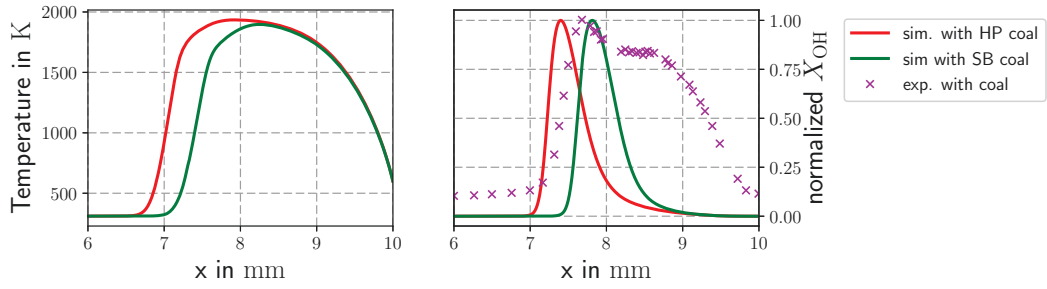 2000
1500
1000
500
Temperature in K
6
7
8
9
10
x in mm
1.00
0.75
0.50
0.25
0.00
normalized X_OH
6
7
8
9
10
x in mm
sim. with HP coal
sim with SB coal
exp. with coal